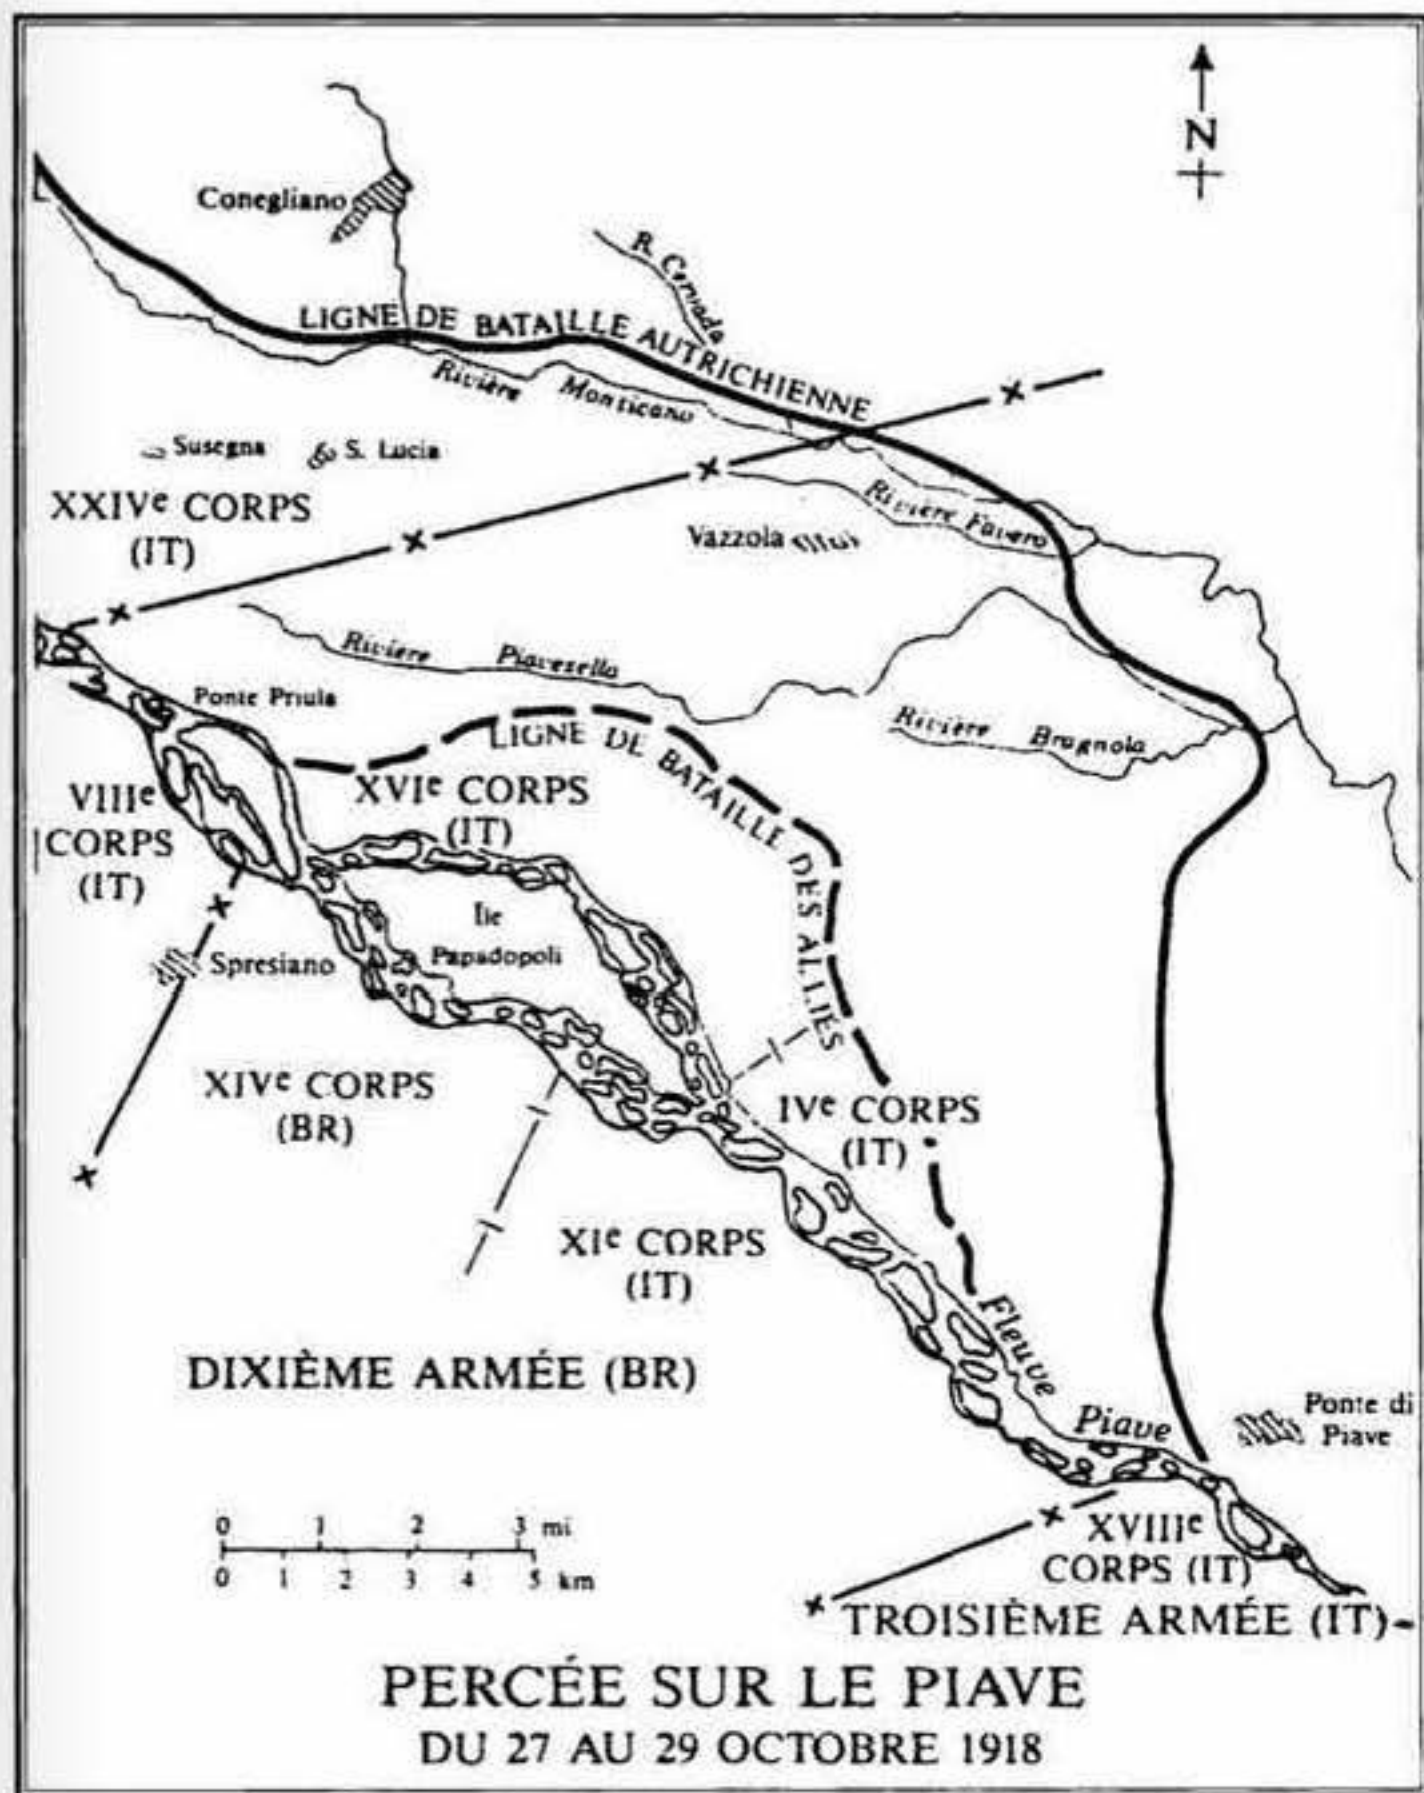 N
Conegliano
R. Cervada
LIGNE DE BATAILLE AUTRICHIENNE
Rivière Monticano
Susegna
S. Lucia
XXIVe CORPS
(IT)
Rivière Favero
Vazzola
Rivière Piavesella
Ponte Priula
Rivière Bragnola
LIGNE DE BATAILLE DES ALLIÉS
VIIIe
CORPS
(IT)
XVIe CORPS
(IT)
Île
Papadopoli
Spresiano
XIVe CORPS
(BR)
IVe CORPS
(IT)
XIe CORPS
(IT)
DIXIÈME ARMÉE (BR)
Fleuve Piave
Ponte di
Piave
0 1 2 3 mi
0 1 2 3 4 5 km
XVIIIe
CORPS (IT)
TROISIÈME ARMÉE (IT)
PERCÉE SUR LE PIAVE
DU 27 AU 29 OCTOBRE 1918